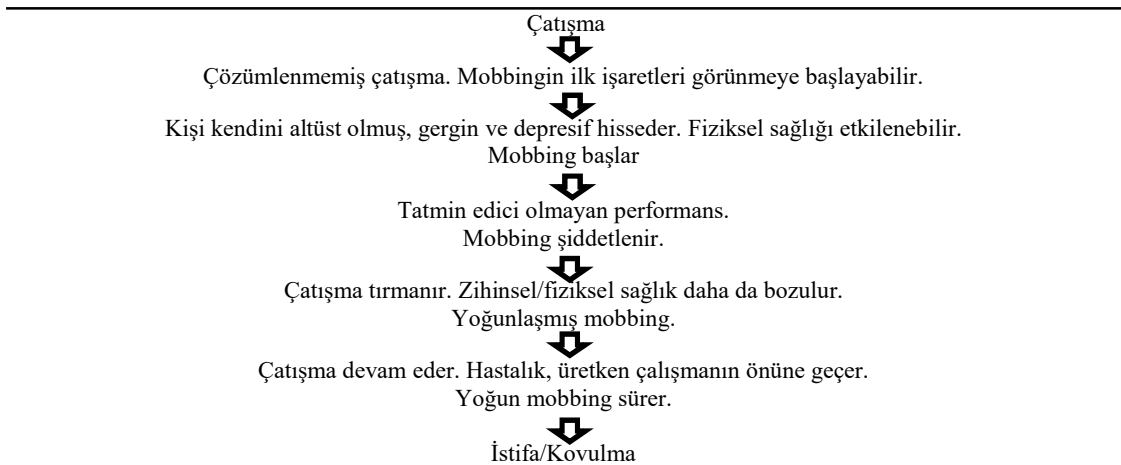 Çatışma
Çözümlenmemiş çatışma. Mobbingin ilk işaretleri görünmeye başlayabilir.
Kişi kendini altüst olmuş, gergin ve depresif hisseder. Fiziksel sağlığı etkilenebilir.
Mobbing başlar
Tatmin edici olmayan performans.
Mobbing şiddetlenir.
Çatışma tırmanır. Zihinsel/fiziksel sağlık daha da bozulur.
Yoğunlaşmış mobbing.
Çatışma devam eder. Hastalık, üretken çalışmanın önüne geçer.
Yoğun mobbing sürer.
İstifa/Kovulma